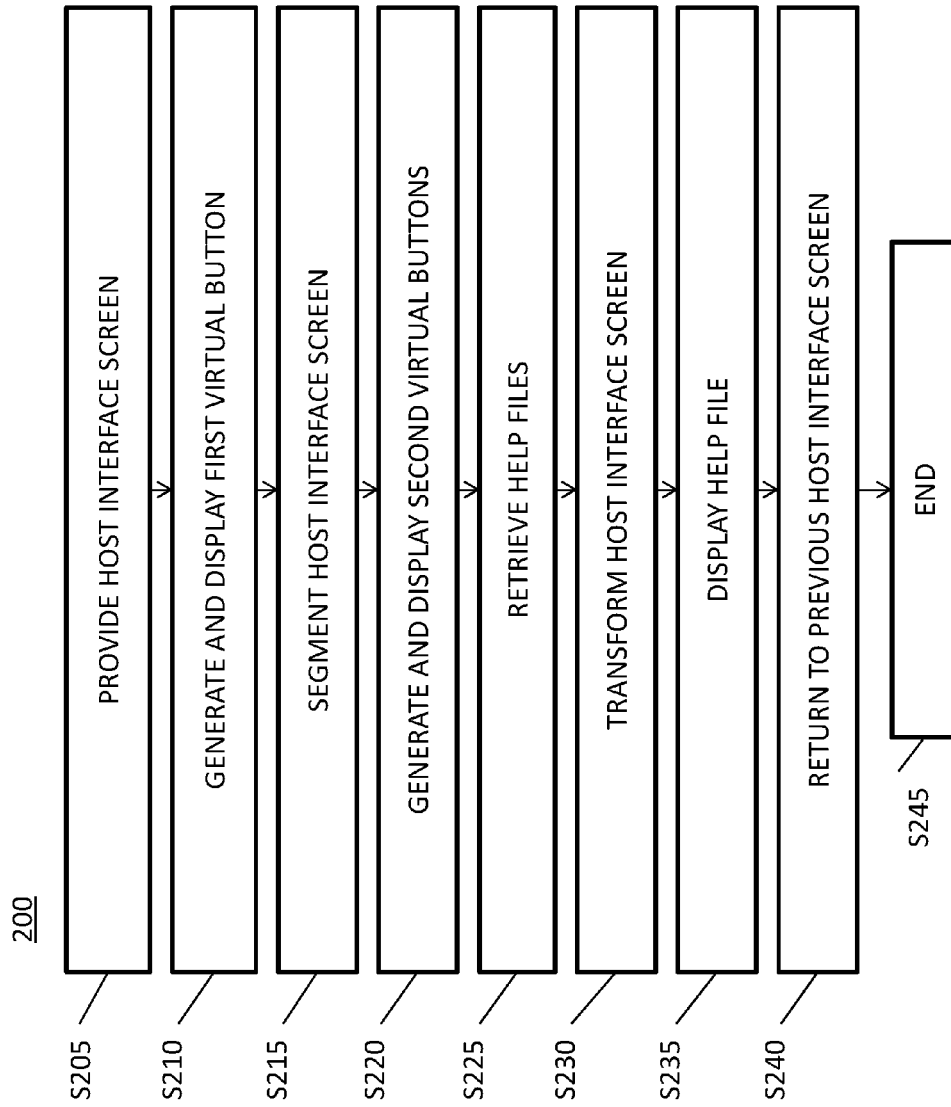 200
S205
PROVIDE HOST INTERFACE SCREEN
S210
GENERATE AND DISPLAY FIRST VIRTUAL BUTTON
S215
SEGMENT HOST INTERFACE SCREEN
S220
GENERATE AND DISPLAY SECOND VIRTUAL BUTTONS
S225
RETRIEVE HELP FILES
S230
TRANSFORM HOST INTERFACE SCREEN
S235
DISPLAY HELP FILE
S240
RETURN TO PREVIOUS HOST INTERFACE SCREEN
S245
END